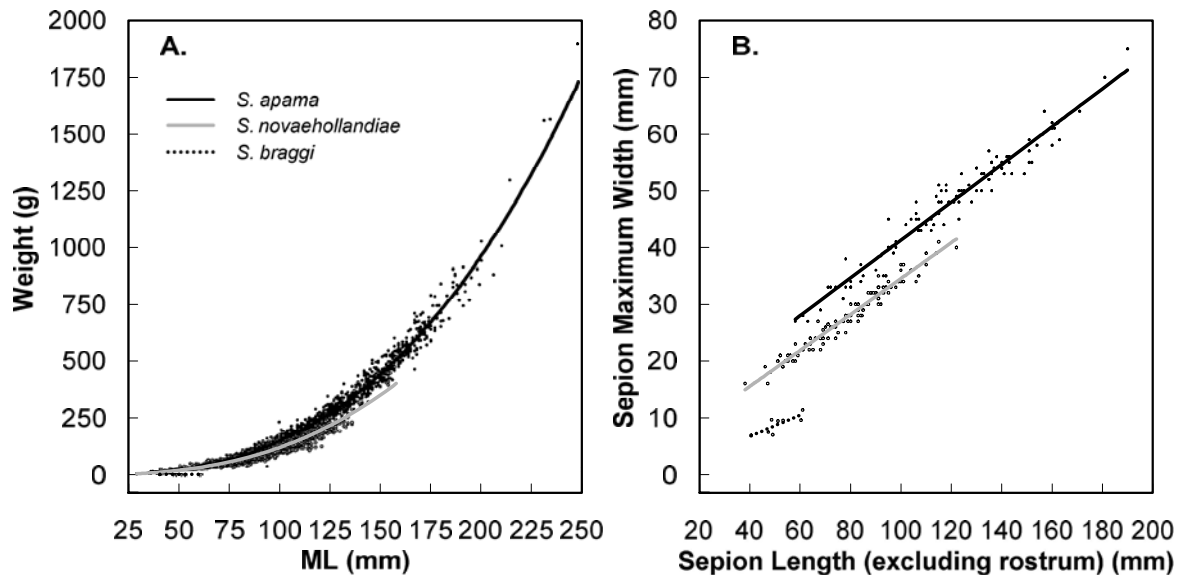 A.
S. apama
S. novaehollandiae
S. braggi
Weight (g)
2000
1750
1500
1250
1000
750
500
250
0
25 50 75 100 125 150 175 200 225 250
ML (mm)
B.
Sepion Maximum Width (mm)
80
70
60
50
40
30
20
10
0
20 40 60 80 100 120 140 160 180 200
Sepion Length (excluding rostrum) (mm)